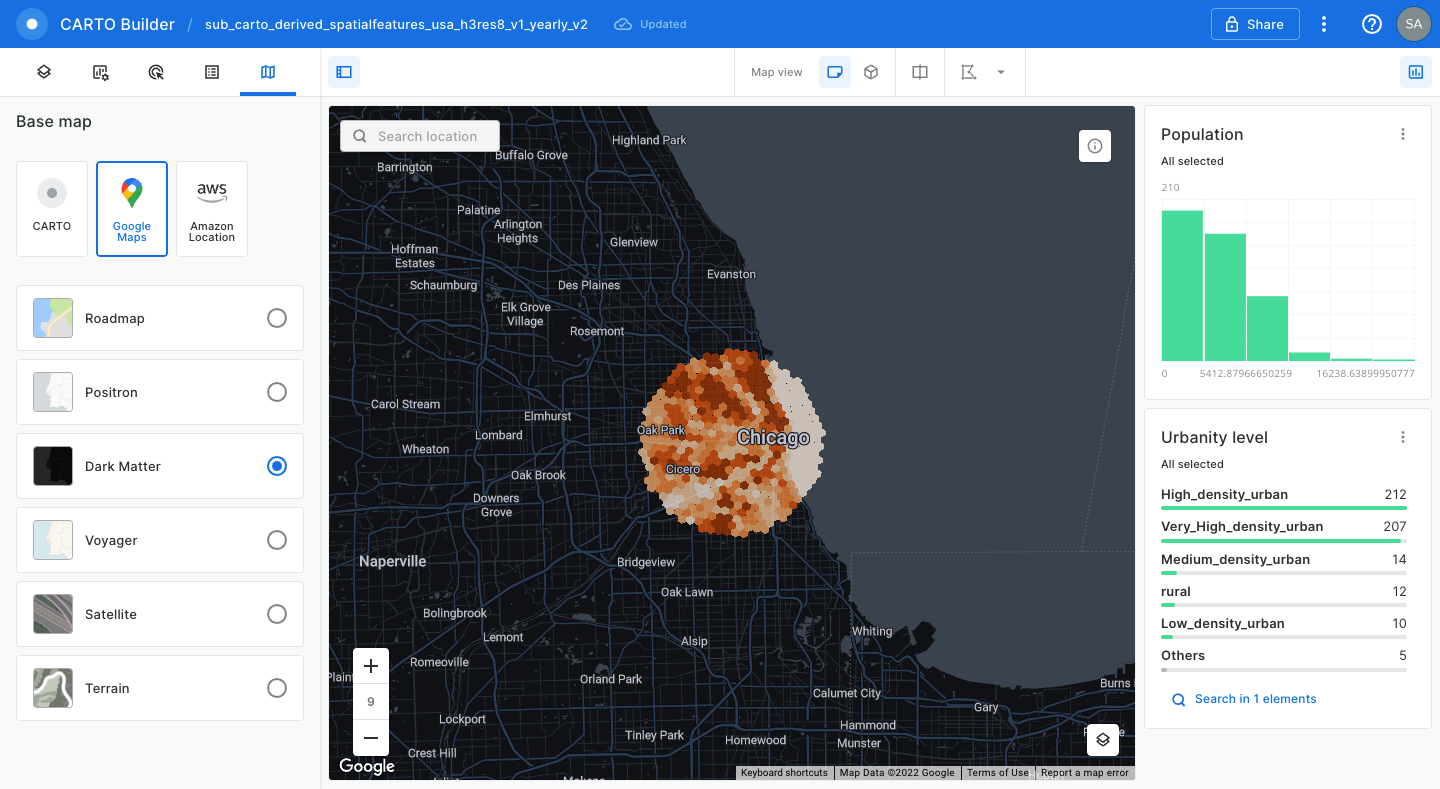 CARTO Builder / sub_carto_derived_spatialfeatures_usa_h3res8_v1_yearly_v2 Updated
Share
SA
Map view
Base map
CARTO
Google
Maps
aws
Amazon
Location
Roadmap
Positron
Dark Matter
Voyager
Satellite
Terrain
Search location
Highland Park
Buffalo Grove
Barrington
Palatine
Arlington
Heights
Glenview
Hoffman
Estates
Evanston
Schaumburg
Des Plaines
Elk Grove
Village
Rosemont
Carol Stream
Elmhurst
Oak Park
Lombard
Chicago
Wheaton
Cicero
Oak Brook
Downers
Grove
Naperville
Bridgeview
Oak Lawn
Bolingbrook
Whiting
Lemont
Alsip
Romeoville
Orland Park
Burns
Calumet City
Gary
Lockport
Hammond
Tinley Park
Homewood
Munster
Crest Hill
9
Google
Keyboard shortcuts
Map Data ©2022 Google
Terms of Use
Report a map error
Population
All selected
210
0
5412.87966650259
16238.63899950777
Urbanity level
All selected
High_density_urban 212
Very_High_density_urban 207
Medium_density_urban 14
rural 12
Low_density_urban 10
Others 5
Search in 1 elements